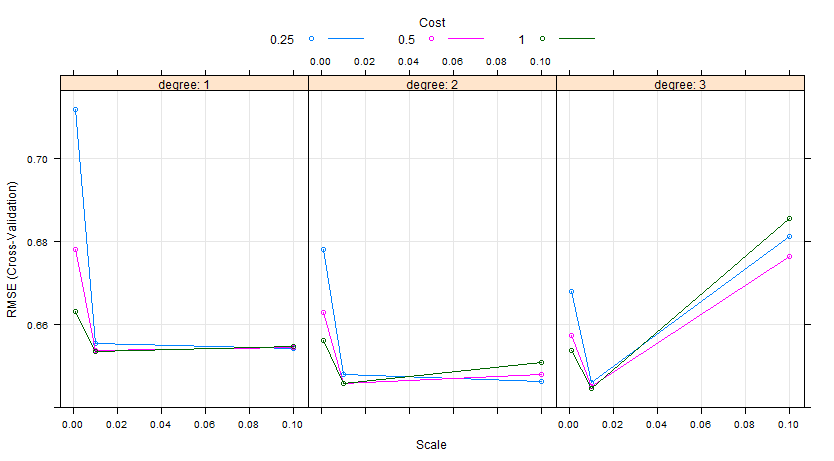 Cost
0.25 0.5 1
0.00 0.02 0.04 0.06 0.08 0.10
degree: 1 degree: 2 degree: 3
0.70
0.68
0.66
RMSE (Cross-Validation)
0.00 0.02 0.04 0.06 0.08 0.10 0.00 0.02 0.04 0.06 0.08 0.10
Scale